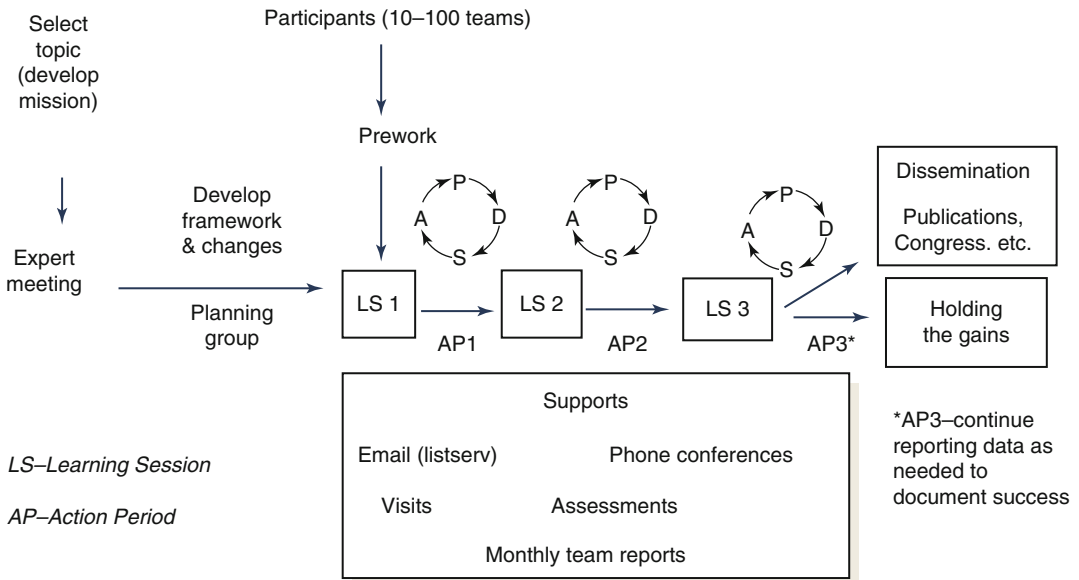 Select
topic
(develop
mission)
Participants (10–100 teams)
Prework
Expert
meeting
Develop
framework
& changes
Planning
group
P
A
D
S
P
A
D
S
P
A
D
S
LS 1
LS 2
LS 3
AP1
AP2
AP3*
Dissemination
Publications,
Congress. etc.
Holding
the gains
Supports
Email (listserv)
Phone conferences
Visits
Assessments
Monthly team reports
*AP3–continue
reporting data as
needed to
document success
LS–Learning Session
AP–Action Period